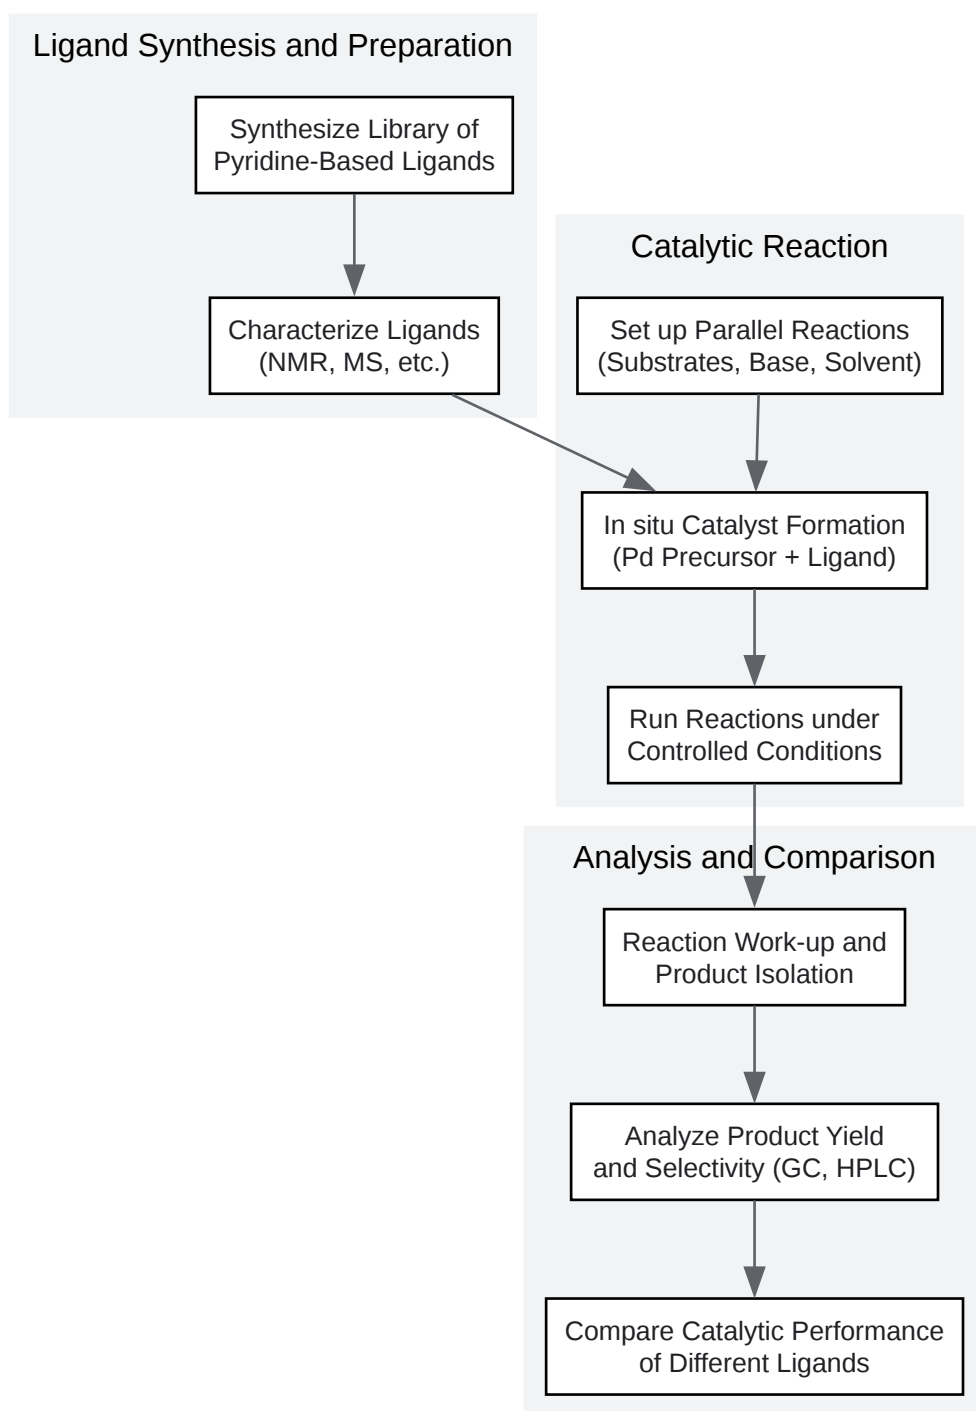 Ligand Synthesis and Preparation
Synthesize Library of
Pyridine-Based Ligands
Characterize Ligands
(NMR, MS, etc.)
Catalytic Reaction
Set up Parallel Reactions
(Substrates, Base, Solvent)
In situ Catalyst Formation
(Pd Precursor + Ligand)
Run Reactions under
Controlled Conditions
Analysis and Comparison
Reaction Work-up and
Product Isolation
Analyze Product Yield
and Selectivity (GC, HPLC)
Compare Catalytic Performance
of Different Ligands